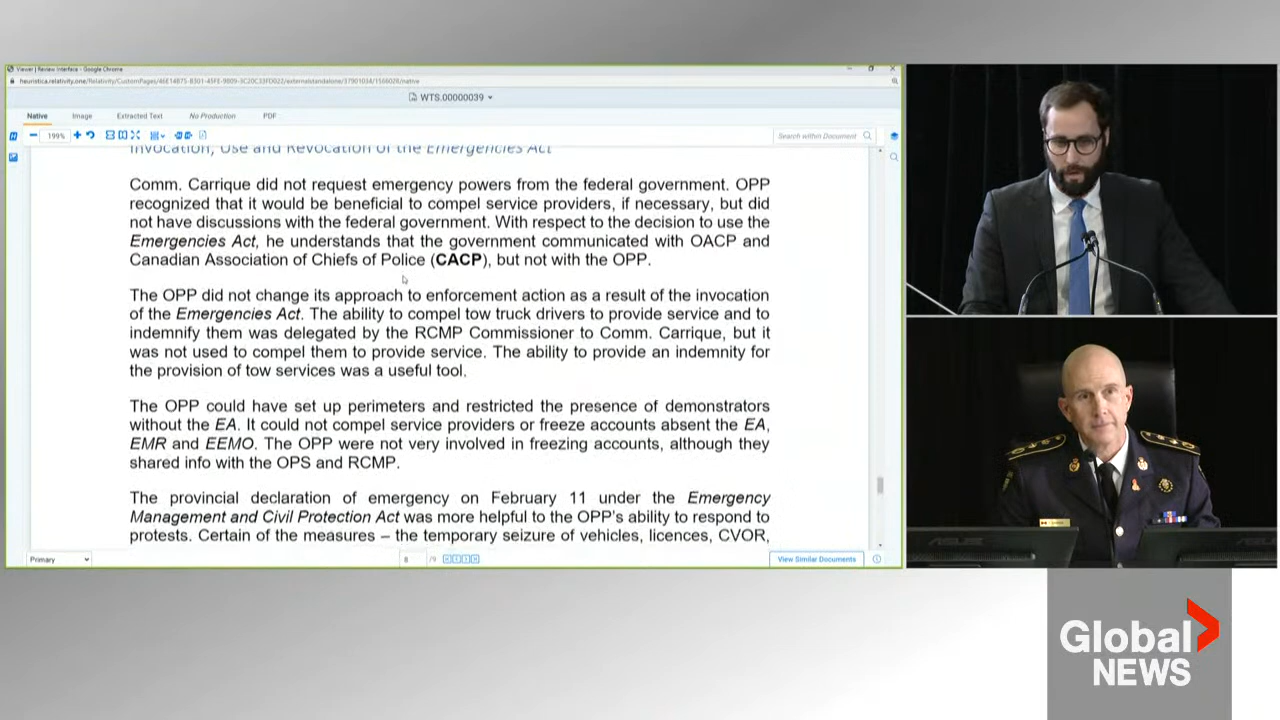 Viewer | Review Interface - Google Chrome
WTS.00000039
Native Image Extracted Text No Production PDF
199% Search within Document
Invocation, Use and Revocation of the Emergencies Act
Comm. Carrique did not request emergency powers from the federal government. OPP
recognized that it would be beneficial to compel service providers, if necessary, but did
not have discussions with the federal government. With respect to the decision to use the
Emergencies Act, he understands that the government communicated with OACP and
Canadian Association of Chiefs of Police (CACP), but not with the OPP.
The OPP did not change its approach to enforcement action as a result of the invocation
of the Emergencies Act. The ability to compel tow truck drivers to provide service and to
indemnify them was delegated by the RCMP Commissioner to Comm. Carrique, but it
was not used to compel them to provide service. The ability to provide an indemnity for
the provision of tow services was a useful tool.
The OPP could have set up perimeters and restricted the presence of demonstrators
without the EA. It could not compel service providers or freeze accounts absent the EA,
EMR and EEMO. The OPP were not very involved in freezing accounts, although they
shared info with the OPS and RCMP.
The provincial declaration of emergency on February 11 under the Emergency
Management and Civil Protection Act was more helpful to the OPP's ability to respond to
protests. Certain of the measures – the temporary seizure of vehicles, licences, CVOR,
Primary 8 /9 View Similar Documents
ASUS
Global
NEWS